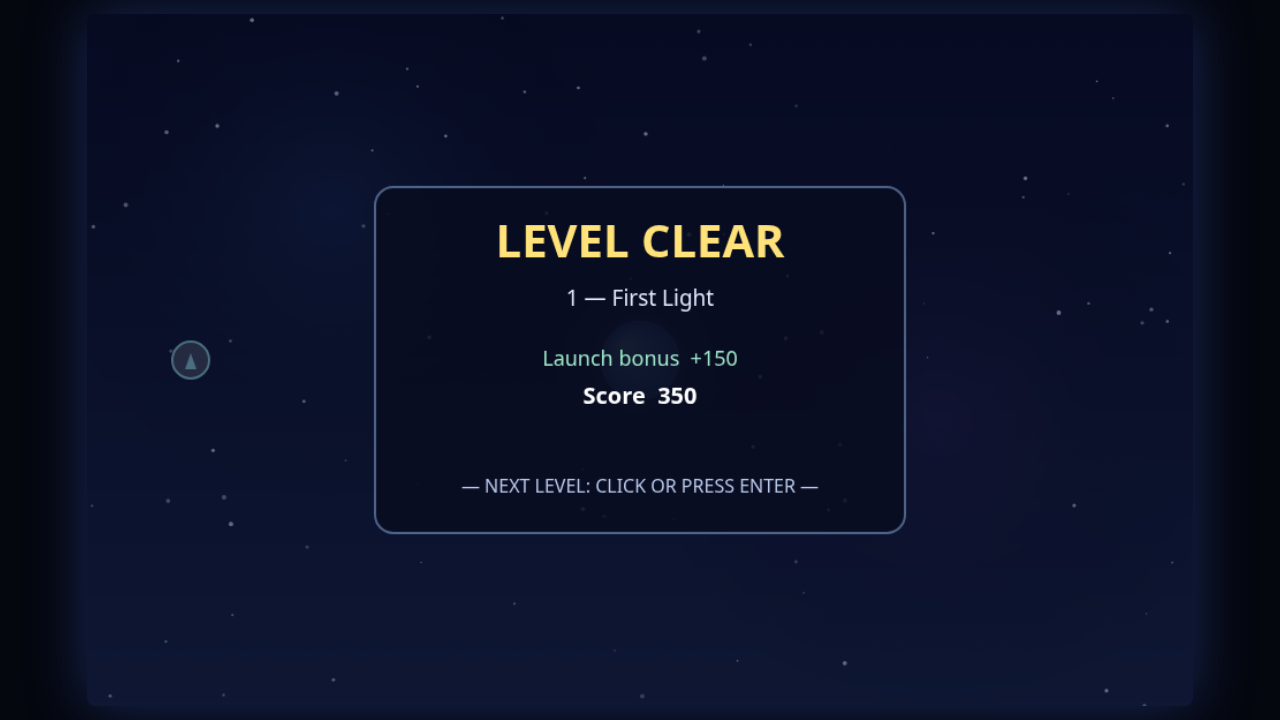 LEVEL CLEAR
1 — First Light
Launch bonus +150
Score 350
— NEXT LEVEL: CLICK OR PRESS ENTER —